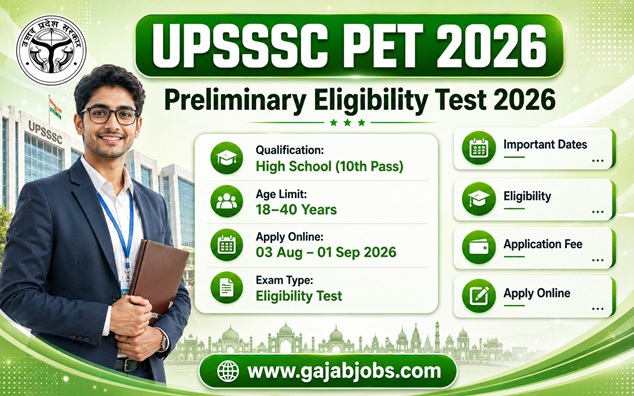 उत्तर प्रदेश सरकार
UPSSSC PET 2026
Preliminary Eligibility Test 2026
UPSSSC
Qualification:
High School (10th Pass)
Age Limit:
18–40 Years
Apply Online:
03 Aug – 01 Sep 2026
Exam Type:
Eligibility Test
Important Dates
...
Eligibility
...
Application Fee
...
Apply Online
...
www.gajabjobs.com